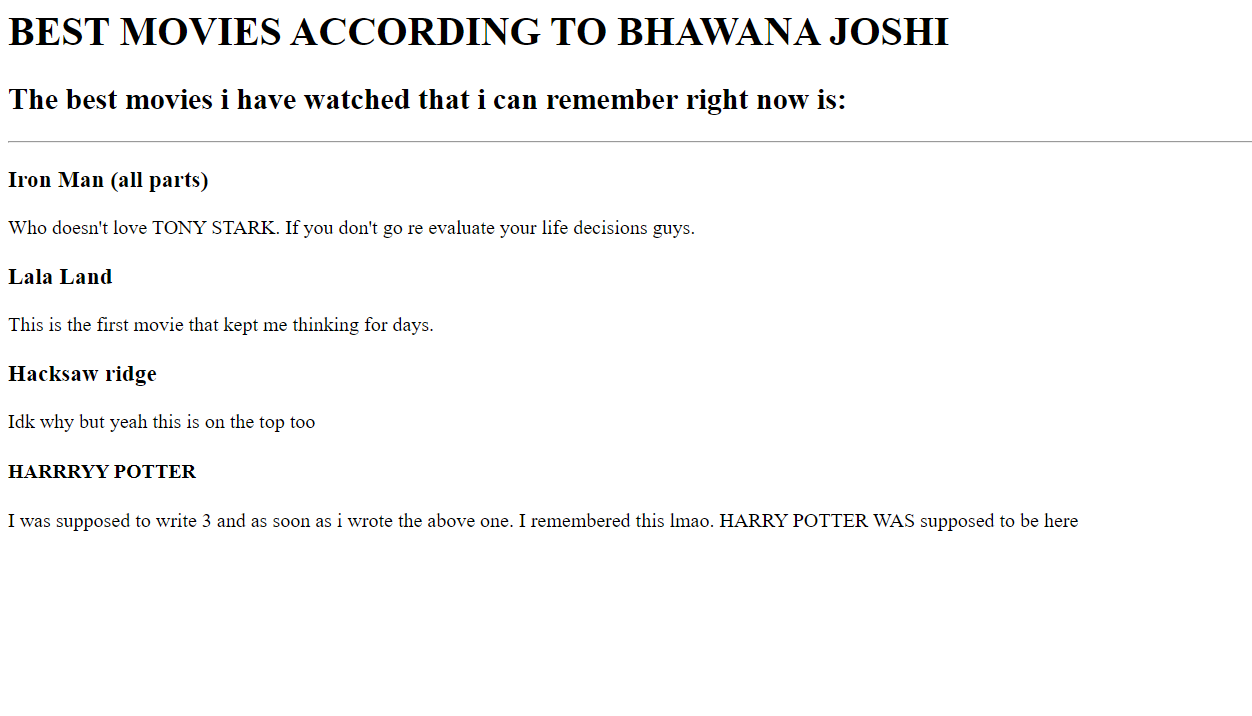 BEST MOVIES ACCORDING TO BHAWANA JOSHI
The best movies i have watched that i can remember right now is:
Iron Man (all parts)
Who doesn't love TONY STARK. If you don't go re evaluate your life decisions guys.
Lala Land
This is the first movie that kept me thinking for days.
Hacksaw ridge
Idk why but yeah this is on the top too
HARRRYY POTTER
I was supposed to write 3 and as soon as i wrote the above one. I remembered this lmao. HARRY POTTER WAS supposed to be here